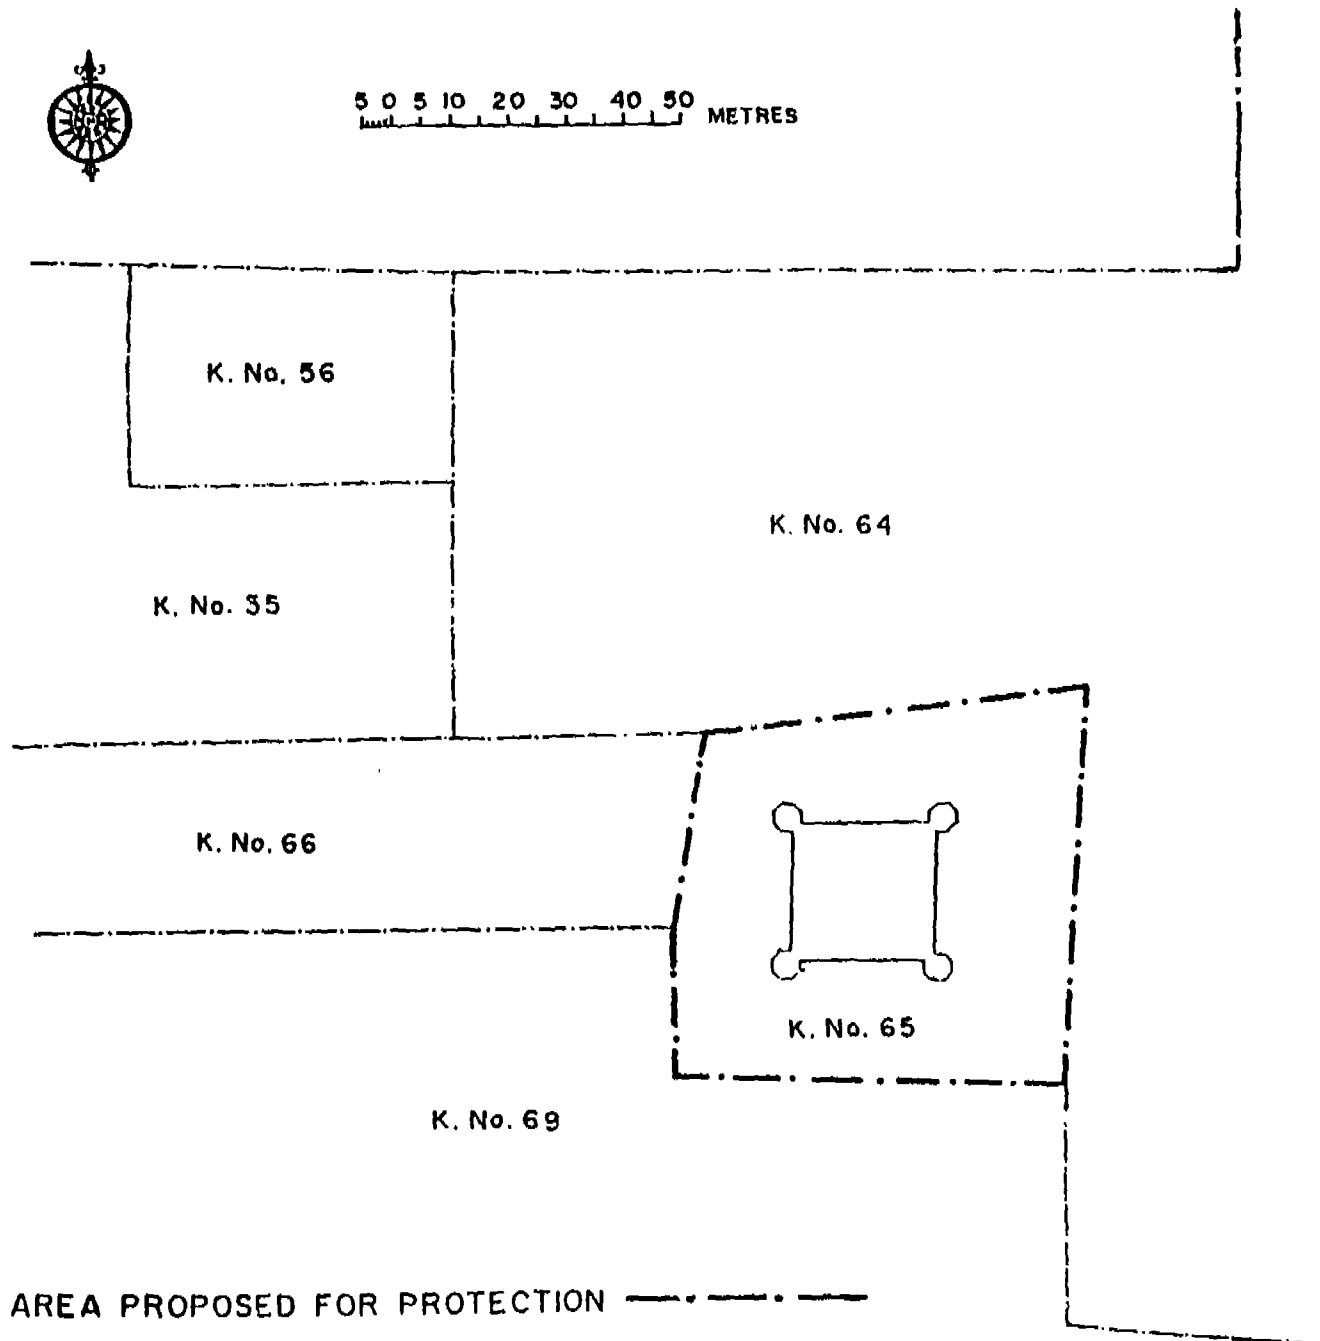 5 0 5 10 20 30 40 50 METRES
K. No. 56
K. No. 64
K. No. 55
K. No. 66
K. No. 65
K. No. 69
AREA PROPOSED FOR PROTECTION